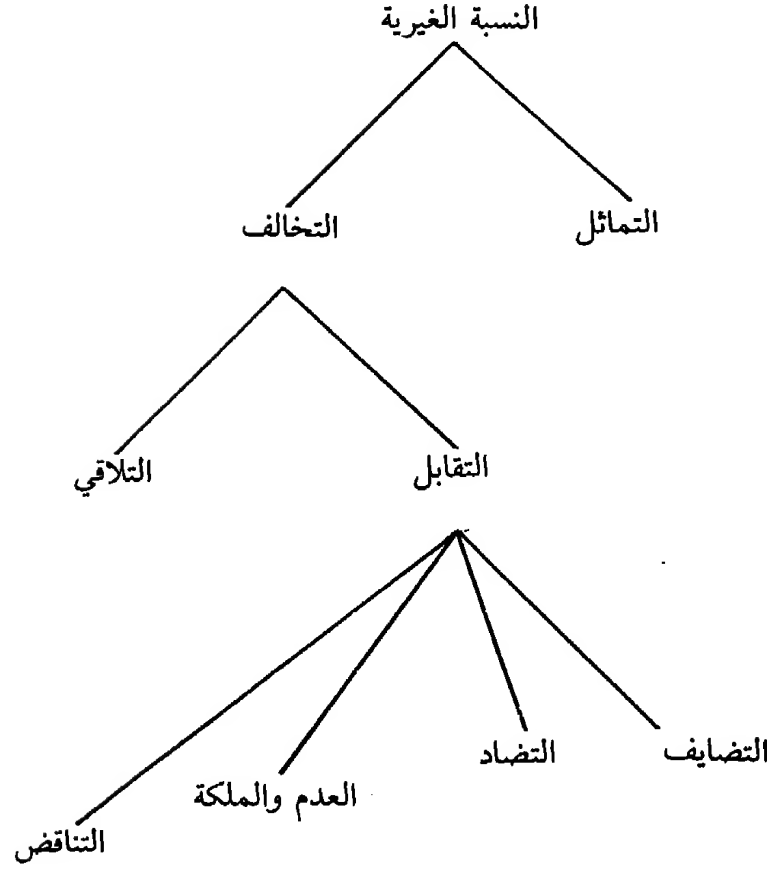 النسبة الغيرية
التماثل
التخالف
التقابل
التلاقي
التضايف
التضاد
العدم والملكة
التناقض